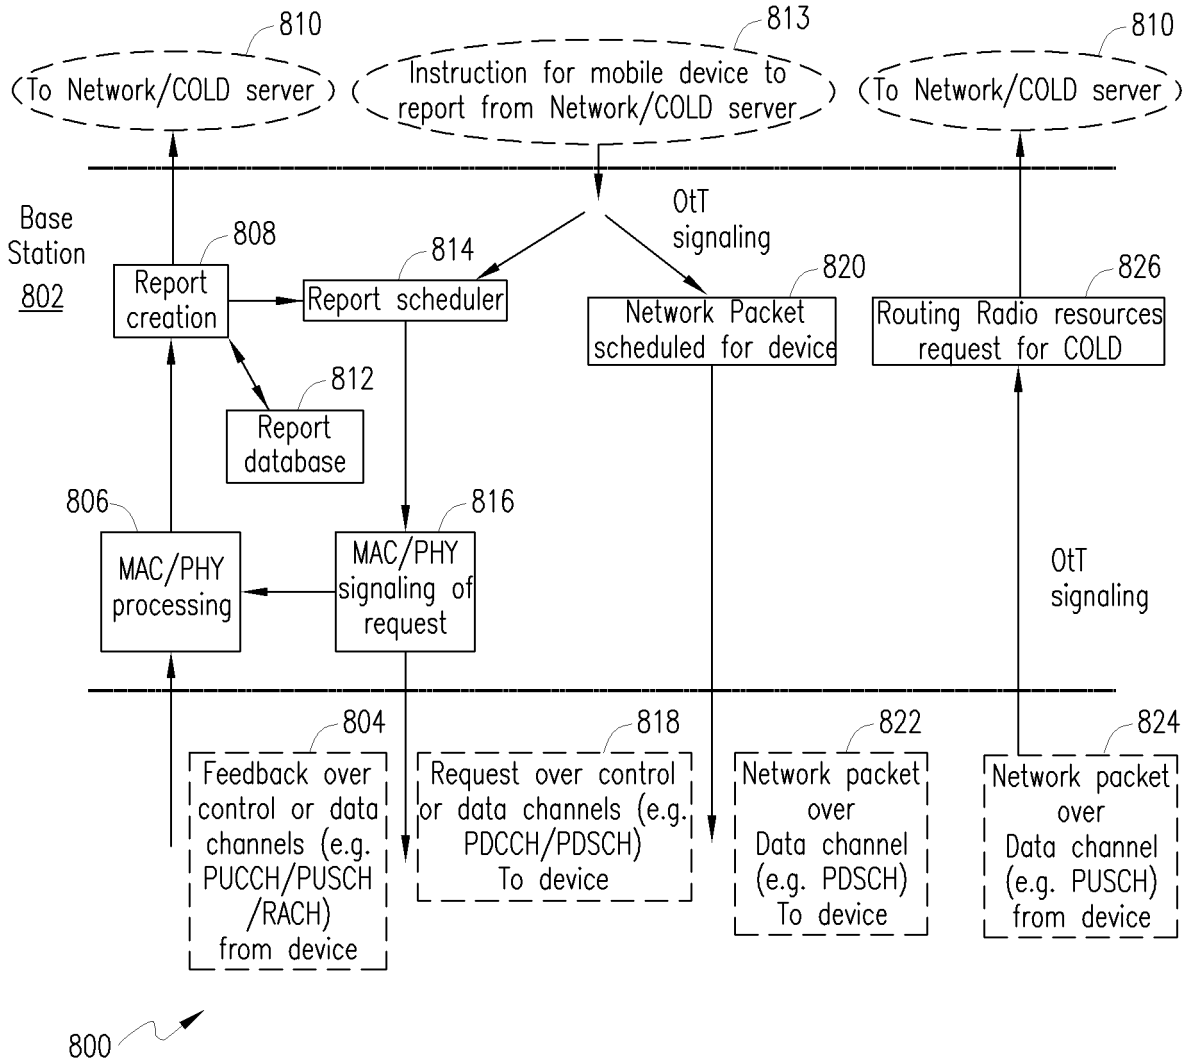 810
813
810
To Network/COLD server
Instruction for mobile device to
report from Network/COLD server
To Network/COLD server
Base
Station
802
808
814
OtT
signaling
820
826
Report
creation
Report scheduler
Network Packet
scheduled for device
Routing Radio resources
request for COLD
812
Report
database
806
816
MAC/PHY
processing
MAC/PHY
signaling of
request
OtT
signaling
804
818
822
824
Feedback over
control or data
channels (e.g.
PUCCH/PUSCH
/RACH)
from device
Request over control
or data channels (e.g.
PDCCH/PDSCH)
To device
Network packet
over
Data channel
(e.g. PDSCH)
To device
Network packet
over
Data channel
(e.g. PUSCH)
from device
800